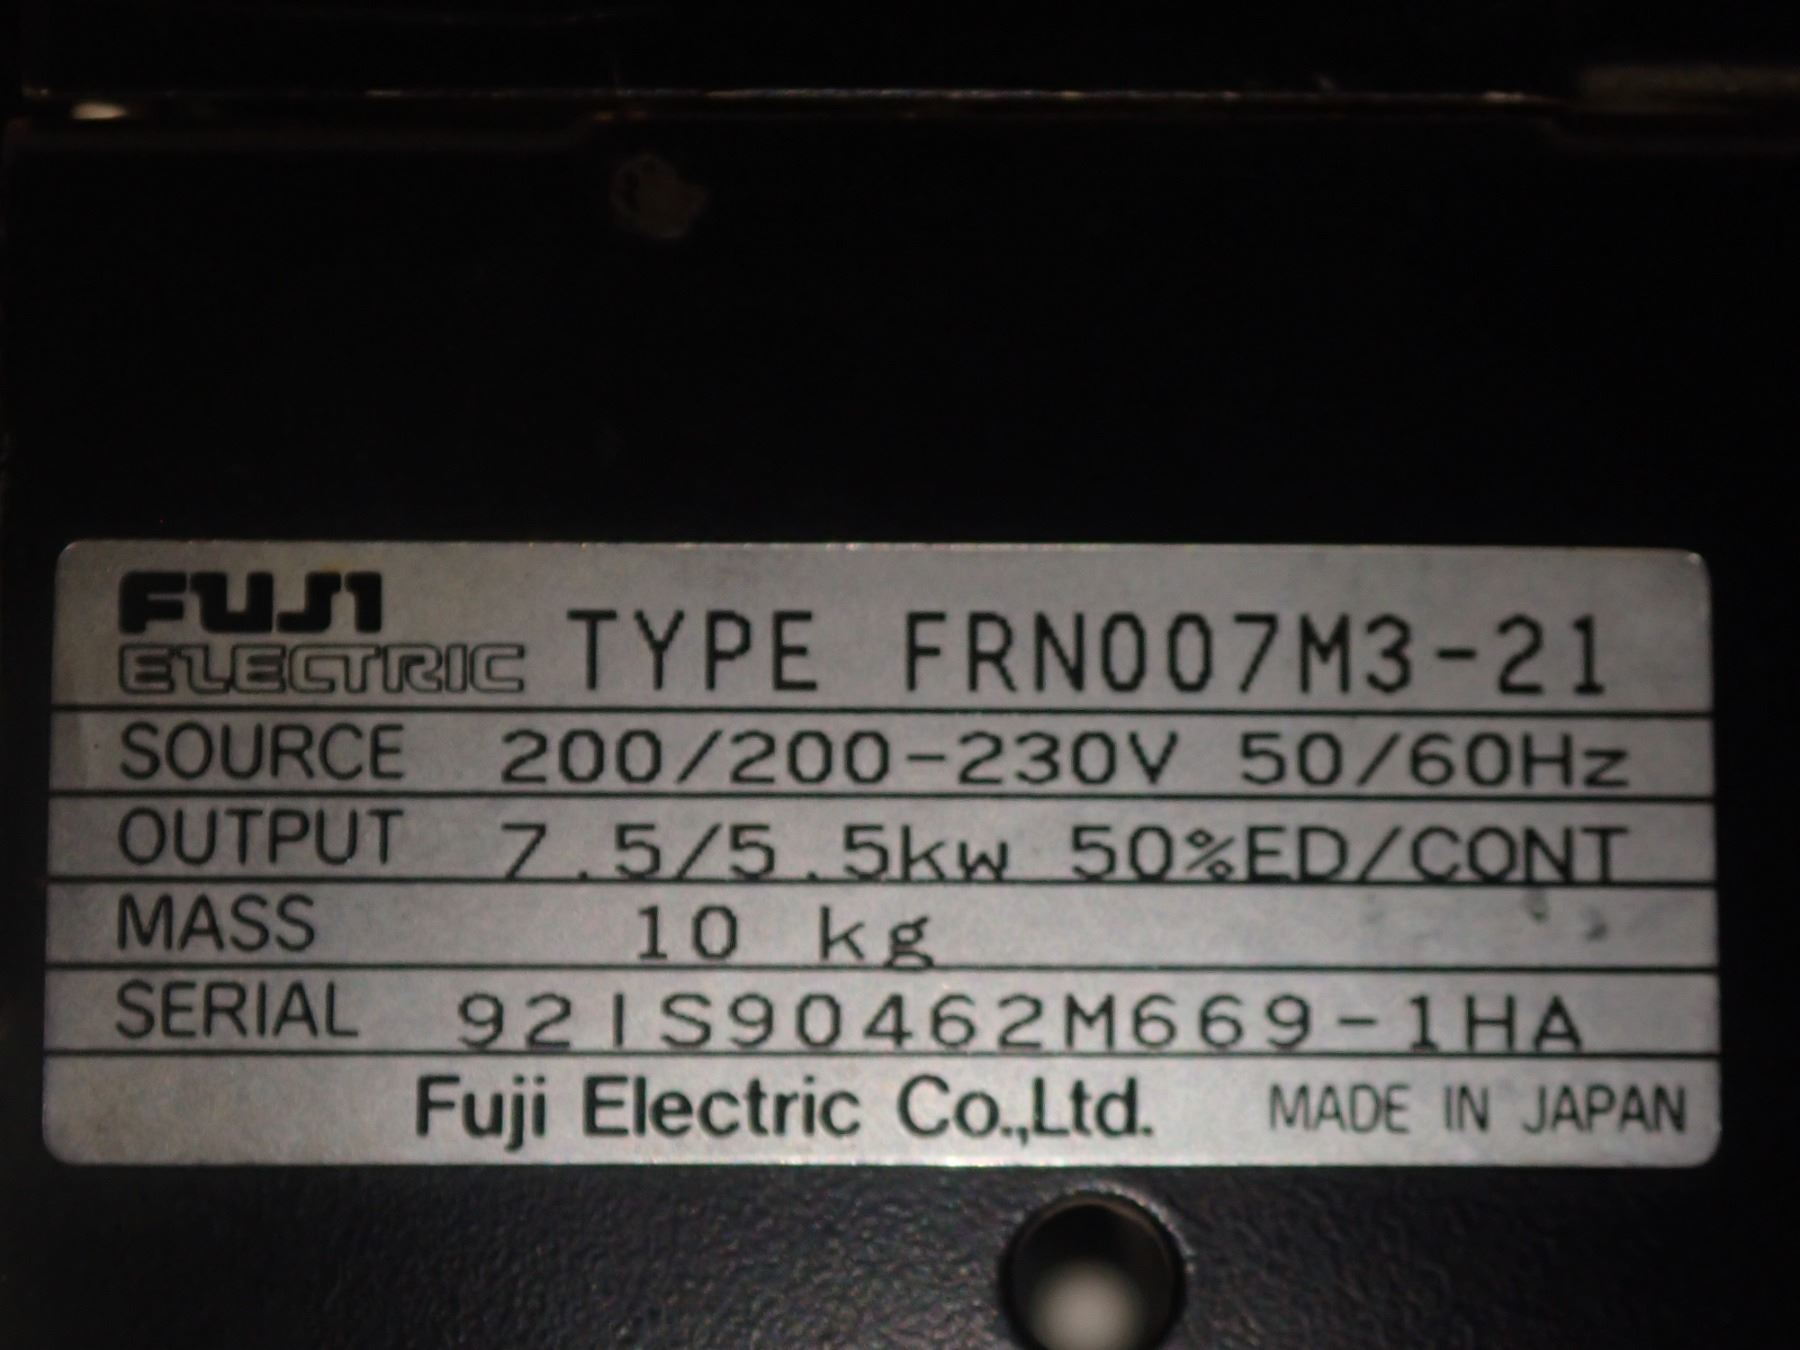 FUJI
ELECTRIC TYPE FRN007M3-21
SOURCE 200/200-230V 50/60Hz
OUTPUT 7.5/5.5kw 50%ED/CONT
MASS 10 kg
SERIAL 92IS90462M669-1HA
Fuji Electric Co.,Ltd. MADE IN JAPAN